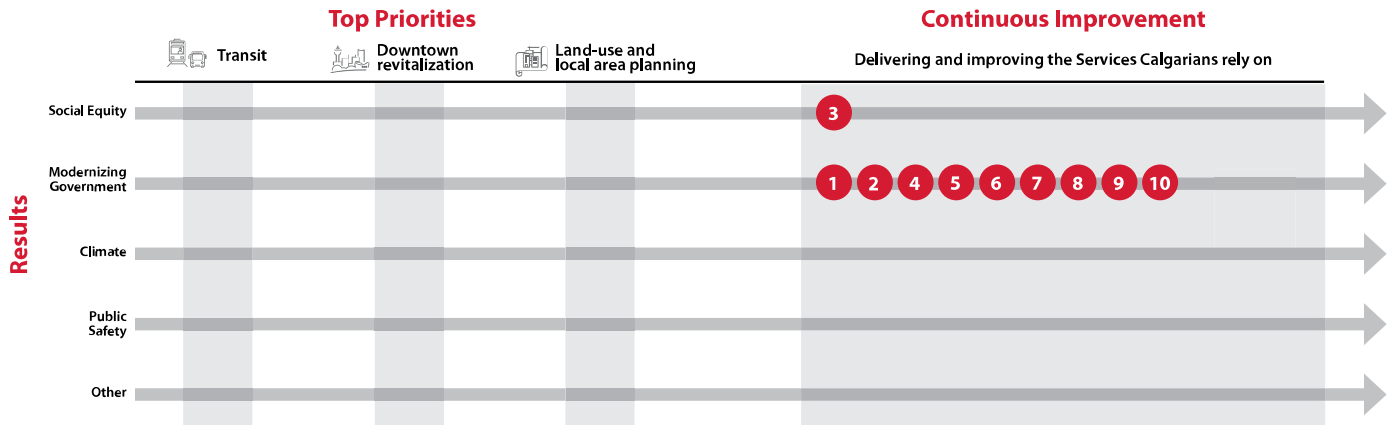 Top Priorities
Continuous Improvement
Transit
Downtown
revitalization
Land-use and
local area planning
Delivering and improving the Services Calgarians rely on
Results
Social Equity
3
Modernizing
Government
1 2 4 5 6 7 8 9 10
Climate
Public
Safety
Other